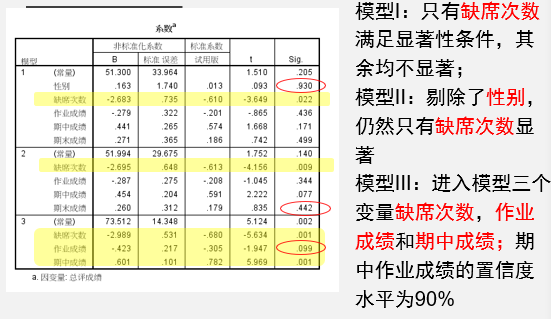 系数a
模型 非标准化系数 标准系数 t Sig.
B 标准 误差 试用版
1 (常量) 51.300 33.964 1.510 .205
性别 .163 1.740 .013 .093 .930
缺席次数 -2.683 .735 -.610 -3.649 .022
作业成绩 -.279 .322 -.201 -.865 .436
期中成绩 .441 .265 .574 1.668 .171
期末成绩 .271 .365 .186 .742 .499
2 (常量) 51.994 29.675 1.752 .140
缺席次数 -2.695 .648 -.613 -4.156 .009
作业成绩 -.287 .275 -.208 -1.045 .344
期中成绩 .454 .204 .591 2.222 .077
期末成绩 .260 .312 .179 .835 .442
3 (常量) 73.512 14.348 5.124 .002
缺席次数 -2.989 .531 -.680 -5.634 .001
作业成绩 -.423 .217 -.305 -1.947 .099
期中成绩 .601 .101 .782 5.969 .001
a. 因变量: 总评成绩
模型I：只有缺席次数
满足显著性条件，其
余均不显著；
模型II：剔除了性别，
仍然只有缺席次数显
著
模型III：进入模型三个
变量缺席次数，作业
成绩和期中成绩；期
中作业成绩的置信度
水平为90%